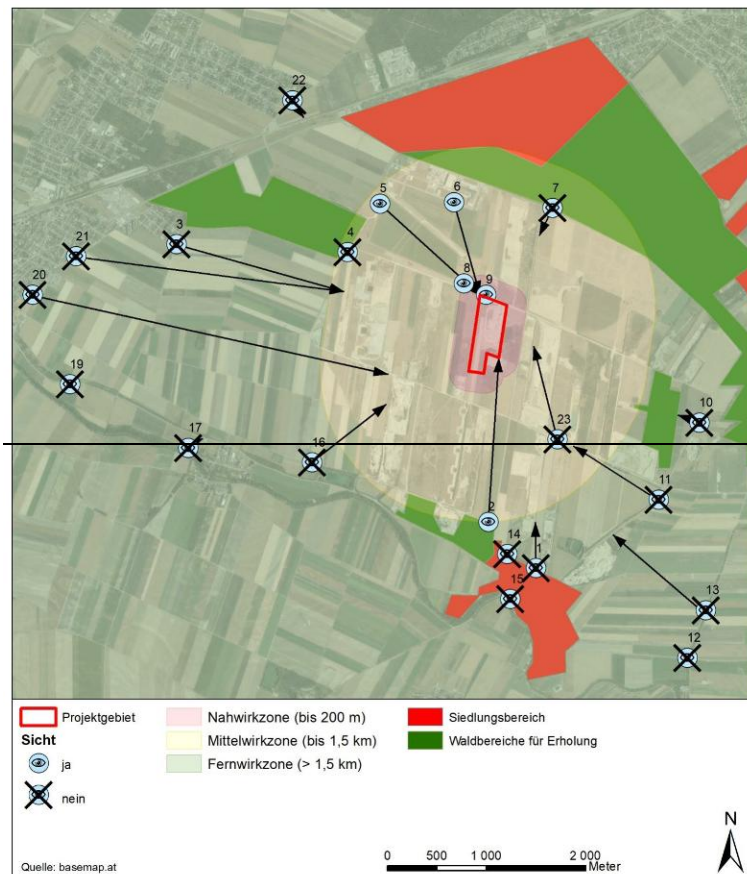 22
5
6
7
3
4
21
8
9
20
19
10
17
16
23
11
2
14
1
15
13
12
Projektgebiet
Sicht
ja
nein
Nahwirkzone (bis 200 m)
Mittelwirkzone (bis 1,5 km)
Fernwirkzone (> 1,5 km)
Siedlungsbereich
Waldbereiche für Erholung
N
0 500 1 000 2 000
Meter
Quelle: basemap.at